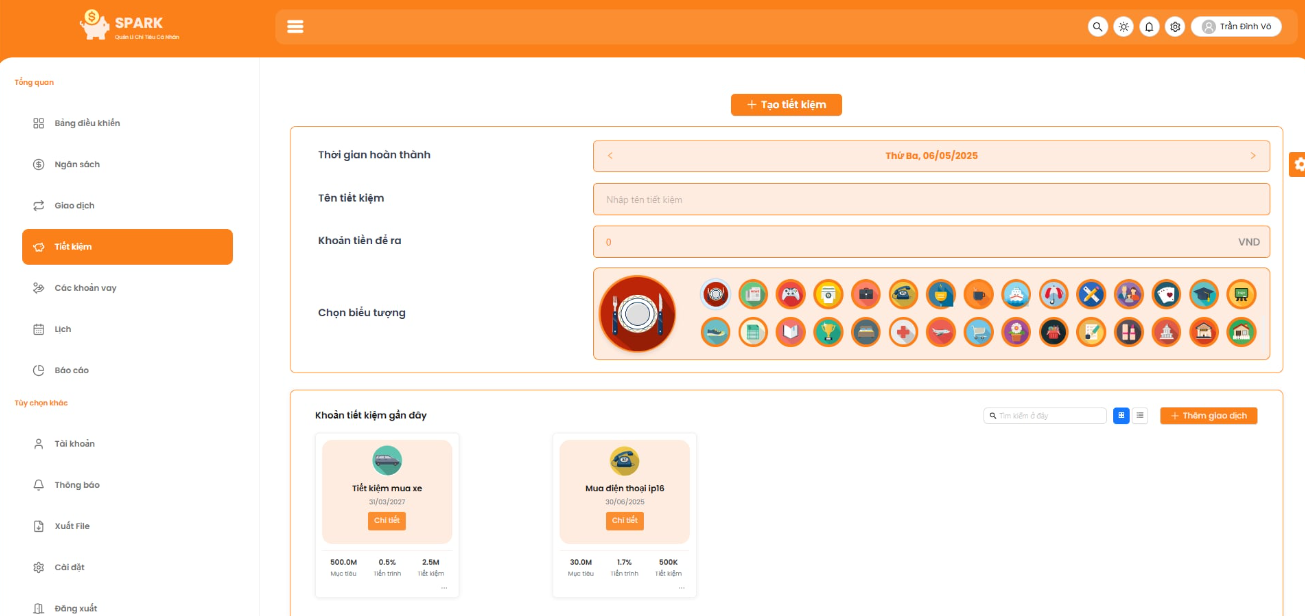 SPARK
Quản Lí Chi Tiêu Cá Nhân
Trần Đình Vô
Tổng quan
Bảng điều khiển
Ngân sách
Giao dịch
Tiết kiệm
Các khoản vay
Lịch
Báo cáo
Tùy chọn khác
Tài khoản
Thông báo
Xuất File
Cài đặt
Đăng xuất
+ Tạo tiết kiệm
Thời gian hoàn thành
< Thứ Ba, 06/05/2025 >
Tên tiết kiệm
Nhập tên tiết kiệm
Khoản tiền để ra
0 VND
Chọn biểu tượng
Khoản tiết kiệm gần đây
Tìm kiếm ở đây
+ Thêm giao dịch
Tiết kiệm mua xe
31/03/2027
Chi tiết
500.0M 0.5% 2.5M
Mục tiêu Tiến trình Tiết kiệm
...
Mua điện thoại ip16
30/06/2025
Chi tiết
30.0M 1.7% 500K
Mục tiêu Tiến trình Tiết kiệm
...